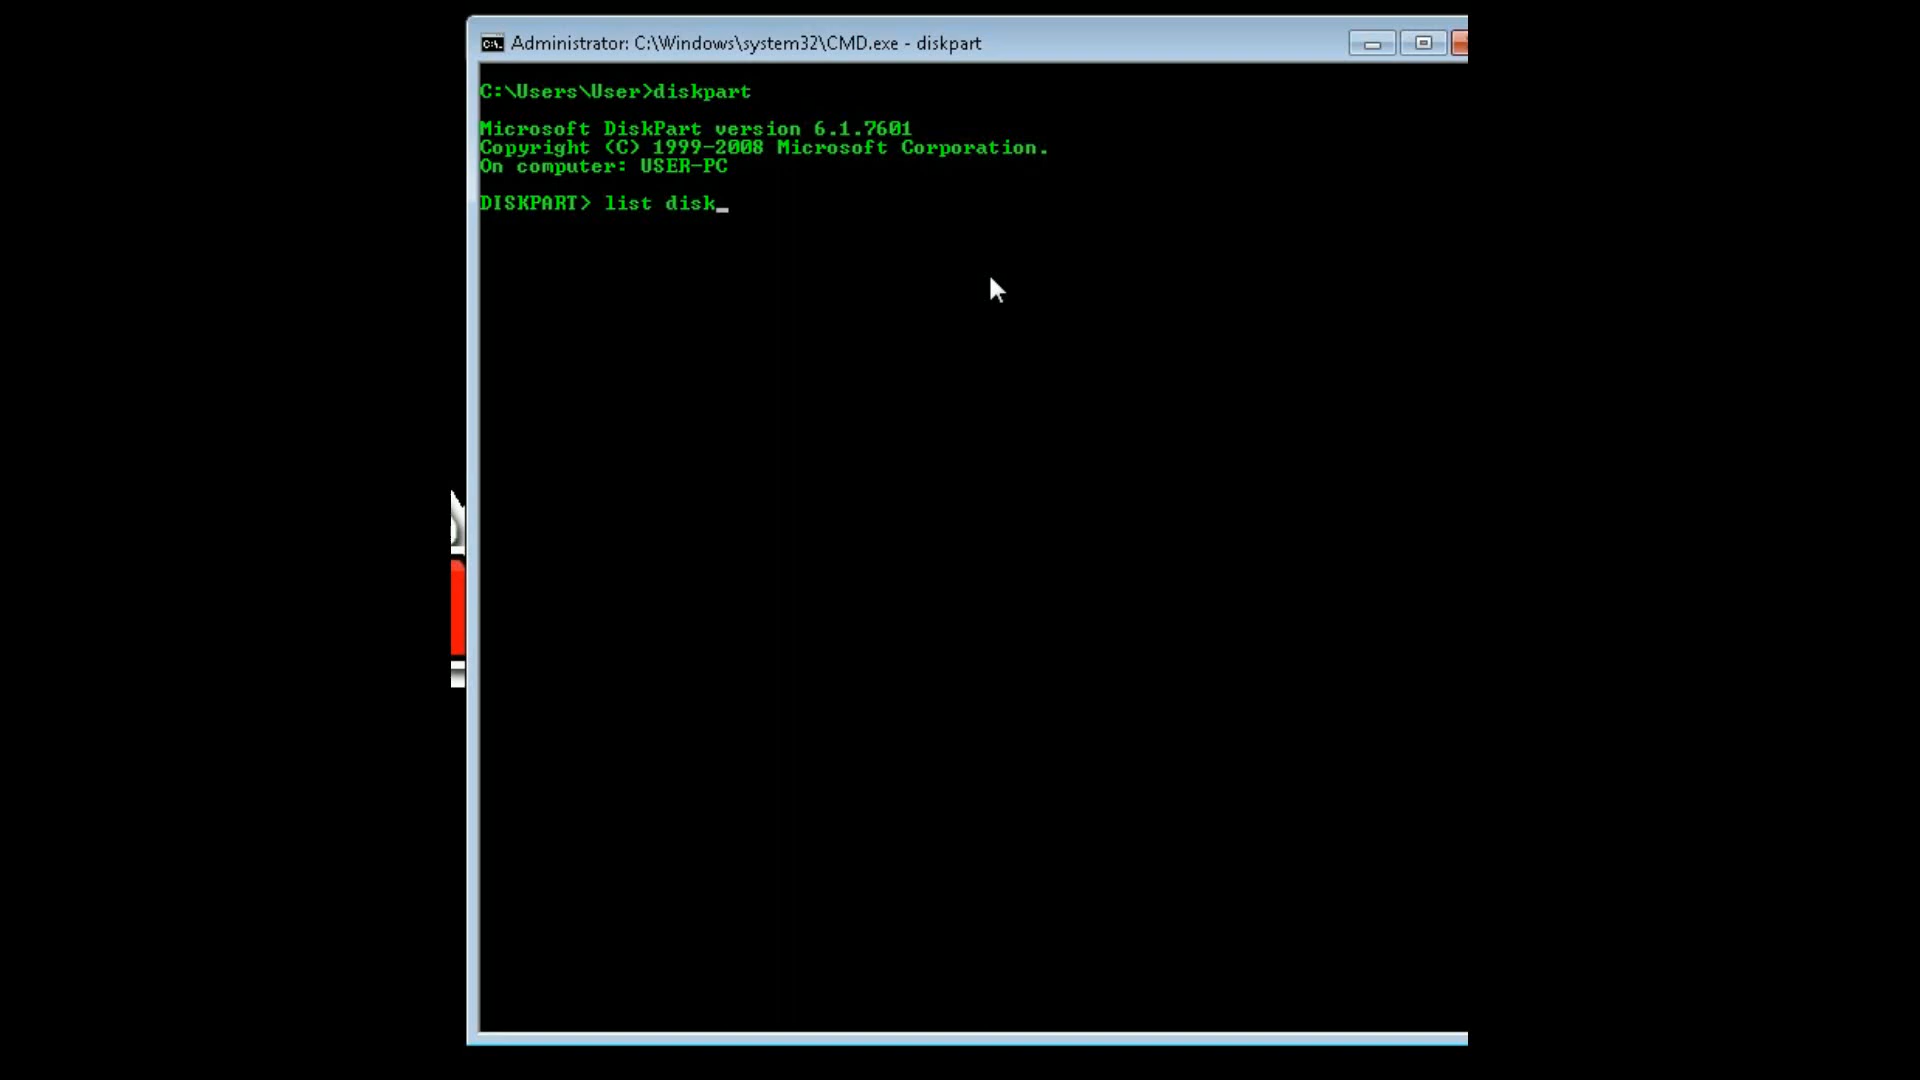 Administrator: C:\Windows\system32\CMD.exe - diskpart
C:\Users\User>diskpart
Microsoft DiskPart version 6.1.7601
Copyright (C) 1999-2008 Microsoft Corporation.
On computer: USER-PC
DISKPART> list disk_